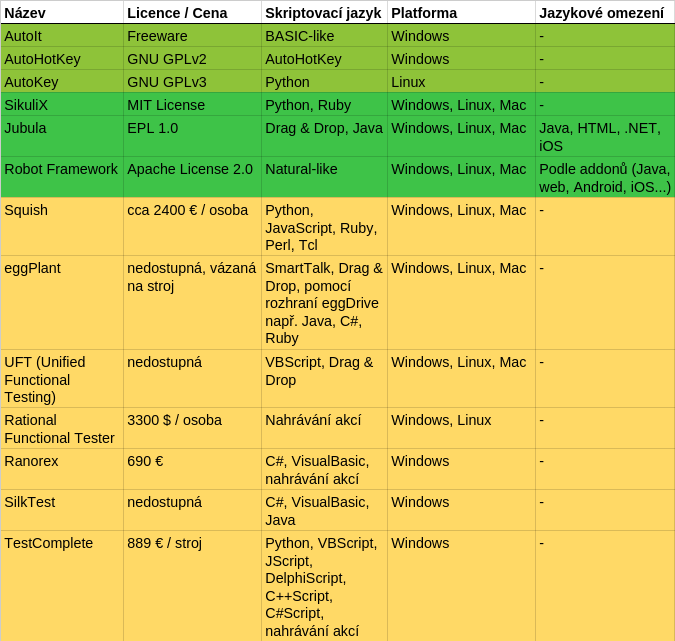 Název Licence / Cena Skriptovací jazyk Platforma Jazykové omezení
AutoIt Freeware BASIC-like Windows -
AutoHotKey GNU GPLv2 AutoHotKey Windows -
AutoKey GNU GPLv3 Python Linux -
SikuliX MIT License Python, Ruby Windows, Linux, Mac -
Jubula EPL 1.0 Drag & Drop, Java Windows, Linux, Mac Java, HTML, .NET,
iOS
Robot Framework Apache License 2.0 Natural-like Windows, Linux, Mac Podle addonů (Java,
web, Android, iOS...)
Squish cca 2400 € / osoba Python, Windows, Linux, Mac -
JavaScript, Ruby,
Perl, Tcl
eggPlant nedostupná, vázaná SmartTalk, Drag & Windows, Linux, Mac -
na stroj Drop, pomocí
rozhraní eggDrive
např. Java, C#,
Ruby
UFT (Unified nedostupná VBScript, Drag & Windows, Linux, Mac -
Functional Drop
Testing)
Rational 3300 $ / osoba Nahrávání akcí Windows, Linux -
Functional Tester
Ranorex 690 € C#, VisualBasic, Windows -
nahrávání akcí
SilkTest nedostupná C#, VisualBasic, Windows -
Java
TestComplete 889 € / stroj Python, VBScript, Windows -
JScript,
DelphiScript,
C++Script,
C#Script,
nahrávání akcí